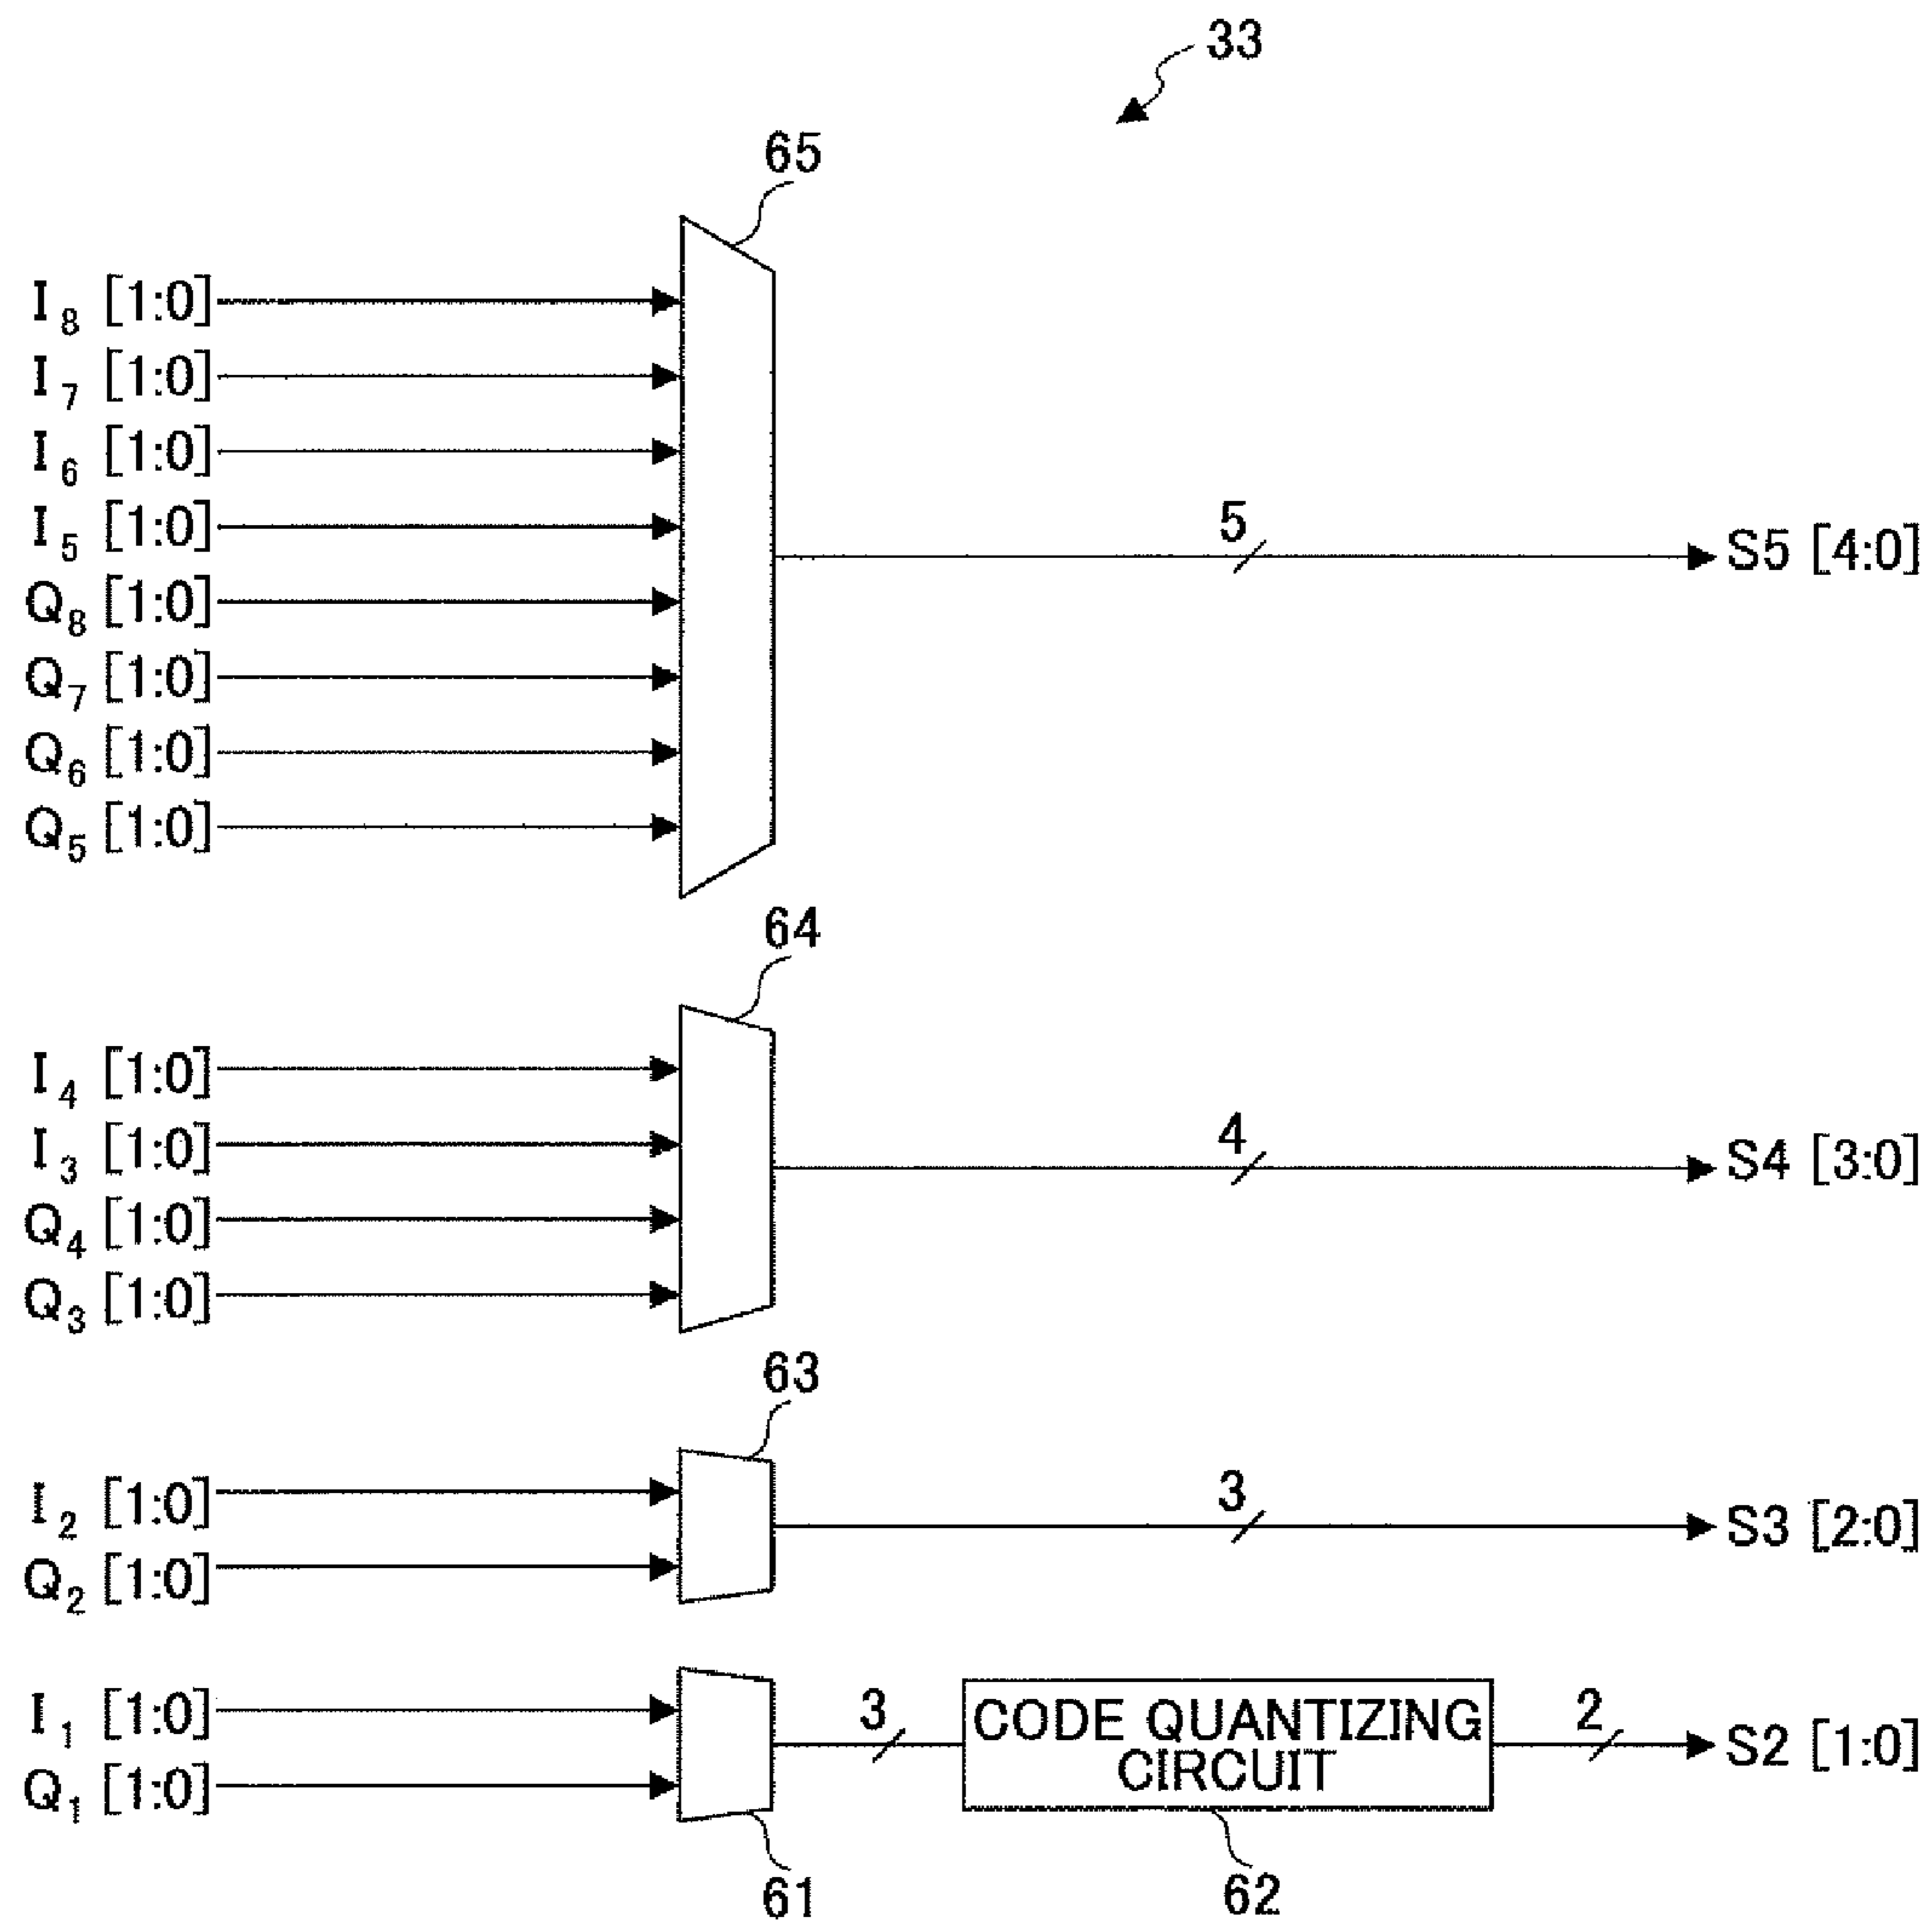 33
65
I8 [1:0]
I7 [1:0]
I6 [1:0]
I5 [1:0]
Q8 [1:0]
Q7 [1:0]
Q6 [1:0]
Q5 [1:0]
5
S5 [4:0]
64
I4 [1:0]
I3 [1:0]
Q4 [1:0]
Q3 [1:0]
4
S4 [3:0]
63
I2 [1:0]
Q2 [1:0]
3
S3 [2:0]
I1 [1:0]
Q1 [1:0]
3
CODE QUANTIZING
CIRCUIT
2
S2 [1:0]
61
62